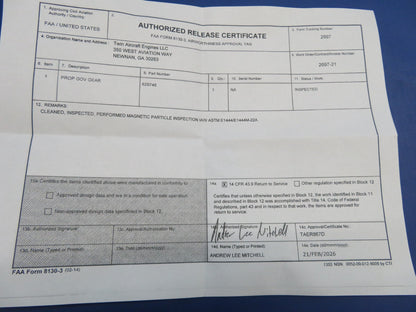 1. Approving Civil Aviation
Authority / Country:
FAA / UNITED STATES
2.
AUTHORIZED RELEASE CERTIFICATE
FAA FORM 8130-3, AIRWORTHINESS APPROVAL TAG
3. Form Tracking Number
2697
4. Organization Name and Address:
Twin Aircraft Engines LLC
350 WEST AVIATION WAY
NEWNAN, GA 30263
5. Work Order/Contract/Invoice Number
2697-21
6. Item
7. Description
8. Part Number
9. Qty.
10. Serial Number
11. Status / Work
PROP GOV GEAR
NA
INSPECTED
12. REMARKS
CLEANED, INSPECTED, PERFORMED MAGNETIC PARTICLE INSPECTION IAW ASTM E1444/E1444M-22A.
13a. Certifies the items identified above were manufactured in conformity to:
Approved design data and are in a condition for safe operation.
Non-approved design data specified in Block 12.
14a. 14 CFR 43.9 Return to Service
Other regulation specified in Block 12
Certifies that unless otherwise specified in Block 12, the work identified in Block 11
and described in Block 12 was accomplished in accordance with Title 14, Code of Federal
Regulations, part 43 and in respect to that work, the items are approved for
return to service.
13b. Authorized Signature
13c. Approval/Authorization No.
14b. Authorized Signature
Andrew Lee Mitchell
14c. Approval/Certificate No.
TAER967D
13d. Name (Typed or Printed)
13e. Date (dd/mmm/yyyy)
14d. Name (Typed or Printed)
ANDREW LEE MITCHELL
14e. Date (dd/mmm/yyyy)
21/FEB/2026
FAA Form 8130-3 (02-14)